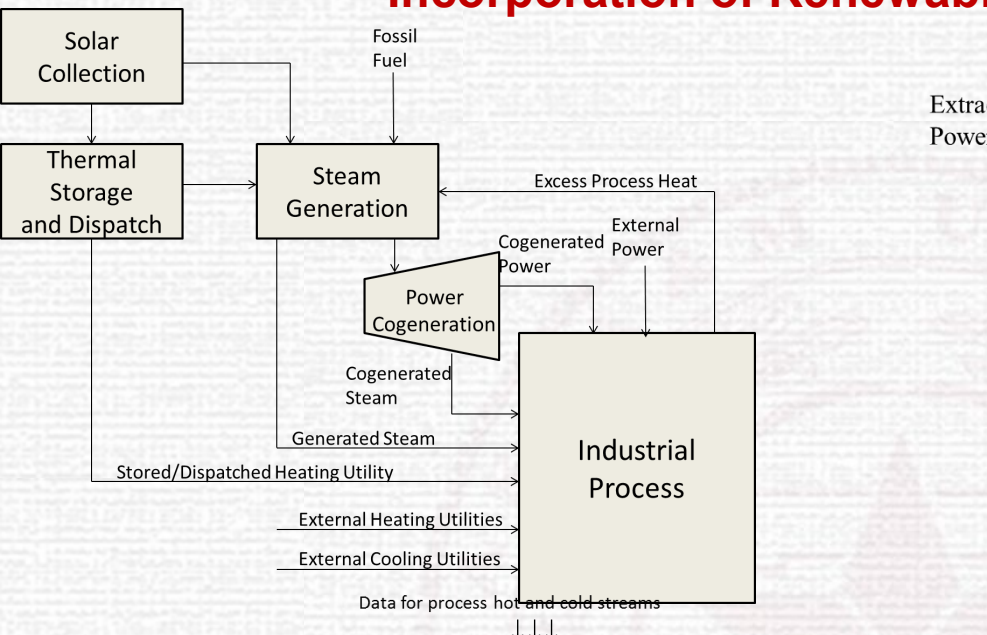 Incorporation of
Solar
Collection
Fossil
Fuel
Thermal
Storage
and Dispatch
Steam
Generation
Excess Process Heat
External
Power
Cogenerated
Power
Power
Cogeneration
Cogenerated
Steam
Generated Steam
Stored/Dispatched Heating Utility
Industrial
Process
External Heating Utilities
External Cooling Utilities
Data for process hot and cold streams